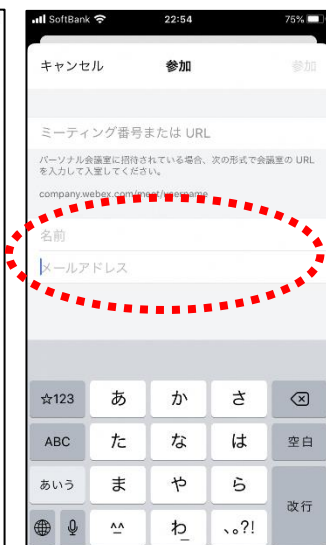 SoftBank 22:54 75%
キャンセル 参加 参加
ミーティング番号または URL
パーソナル会議室に招待されている場合、次の形式で会議室の URL
を入力して入室してください。
company.webex.com/meet/username
名前
メールアドレス
☆123 あ か さ
ABC た な は 空白
あいう ま や ら
^^ わ_ 、。?! 改行